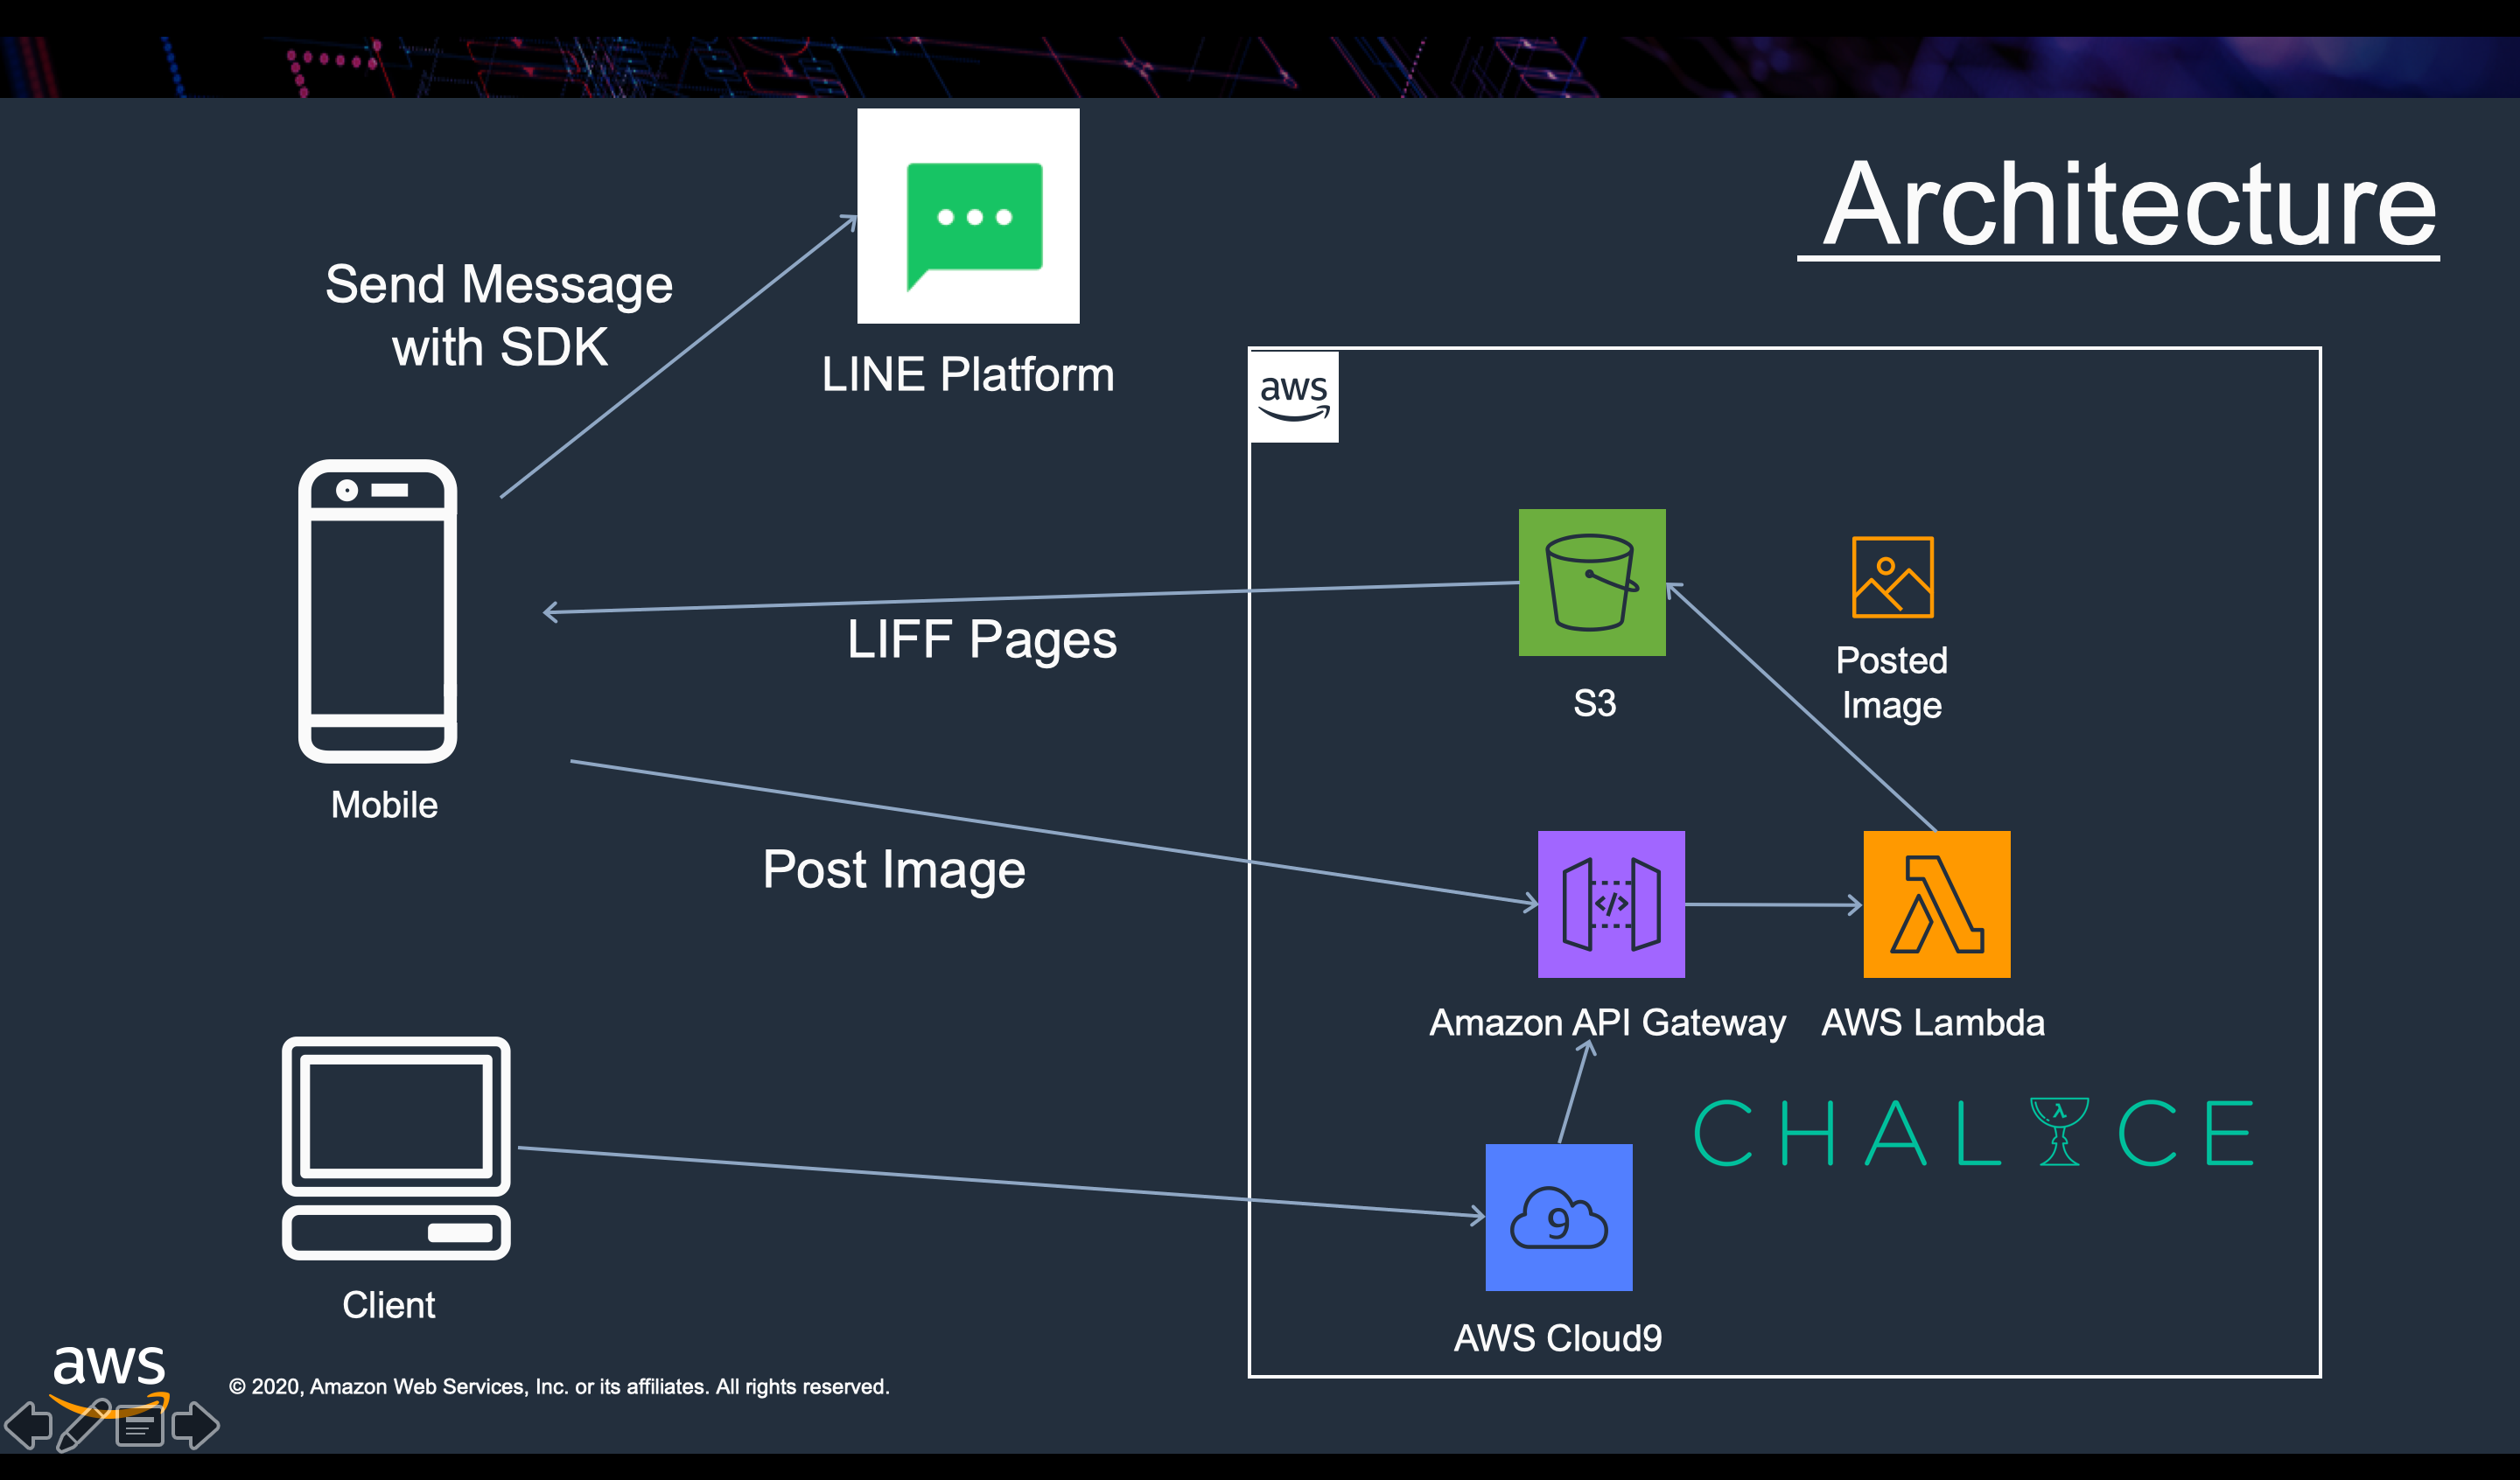 Architecture
Send Message
with SDK
LINE Platform
aws
LIFF Pages
S3
Posted
Image
Mobile
Post Image
Amazon API Gateway
AWS Lambda
CHALICE
9
Client
AWS Cloud9
aws
© 2020, Amazon Web Services, Inc. or its affiliates. All rights reserved.